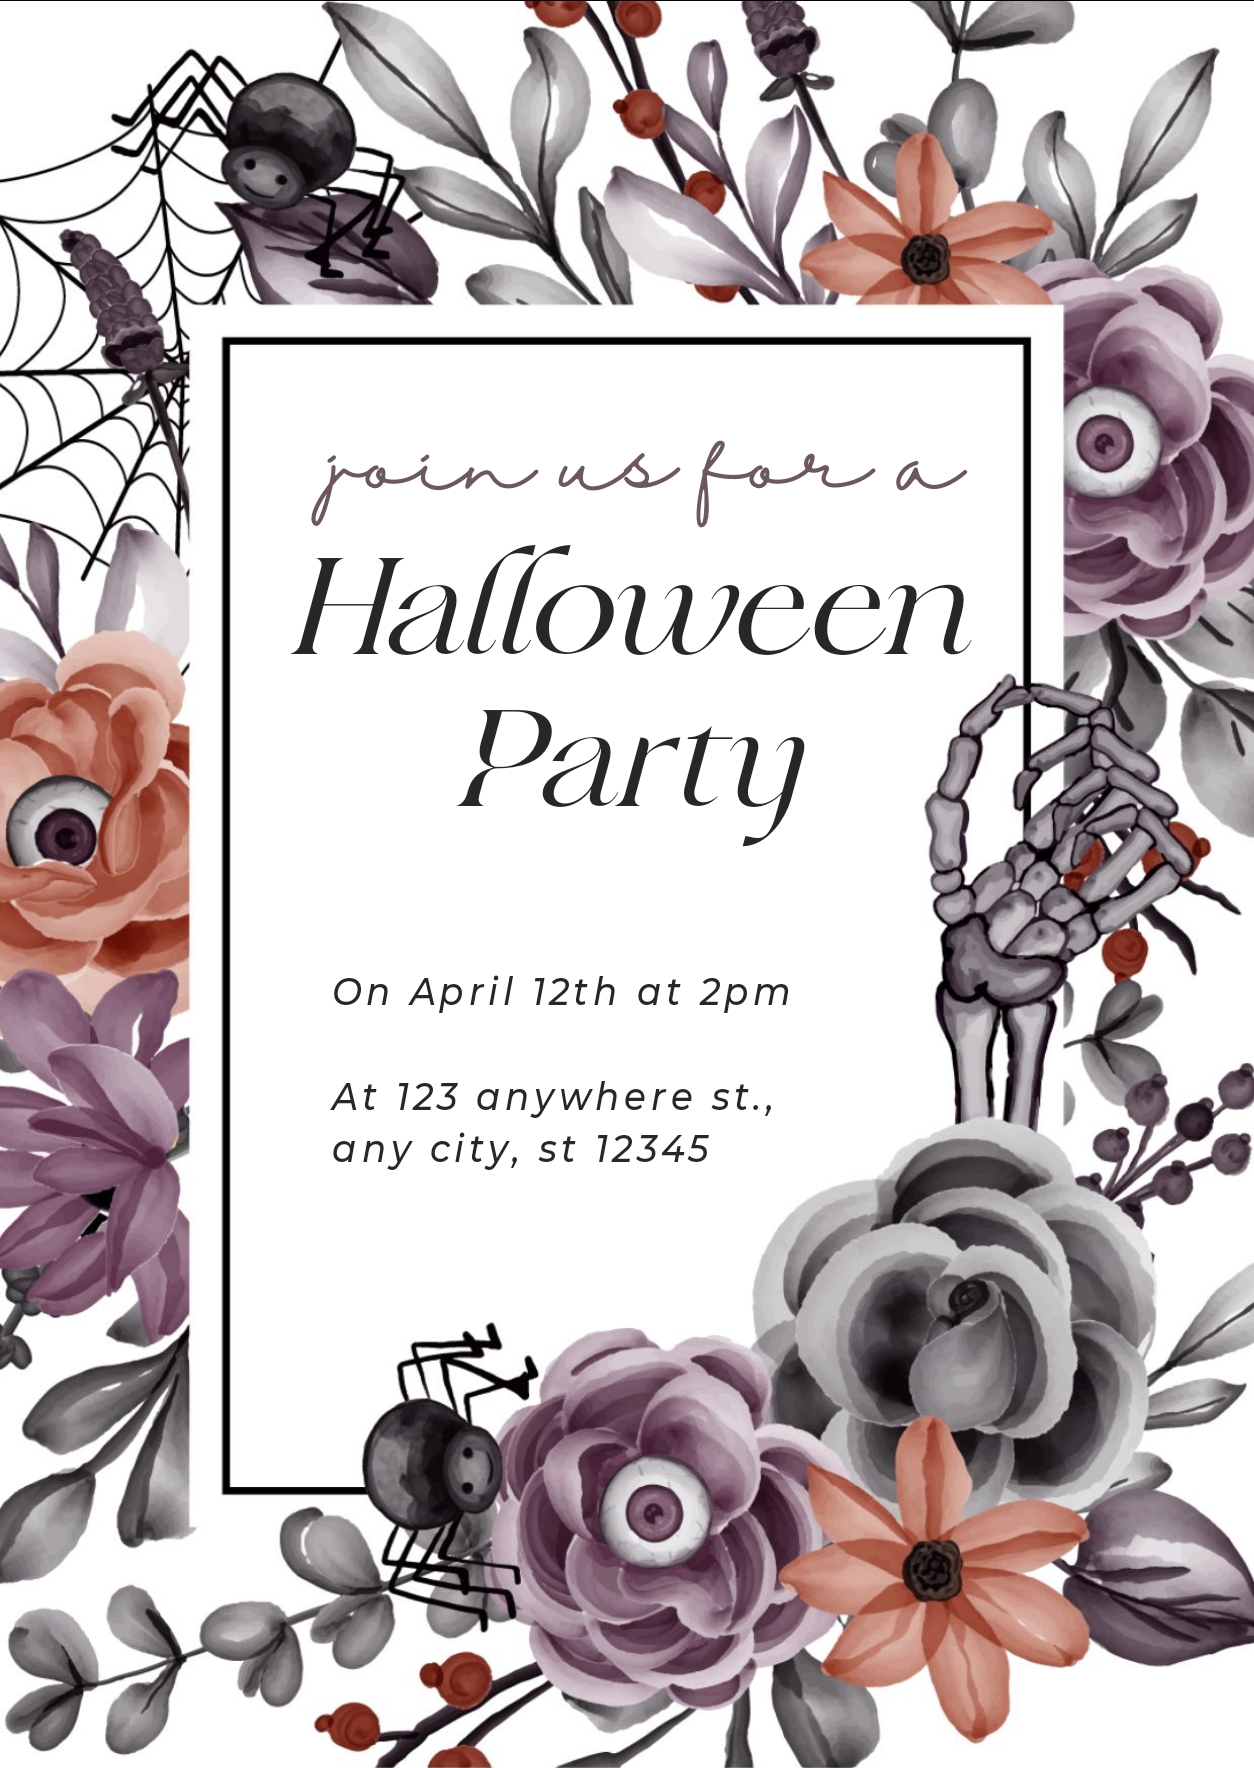 join us for a
Halloween
Party
On April 12th at 2pm
At 123 anywhere st.,
any city, st 12345